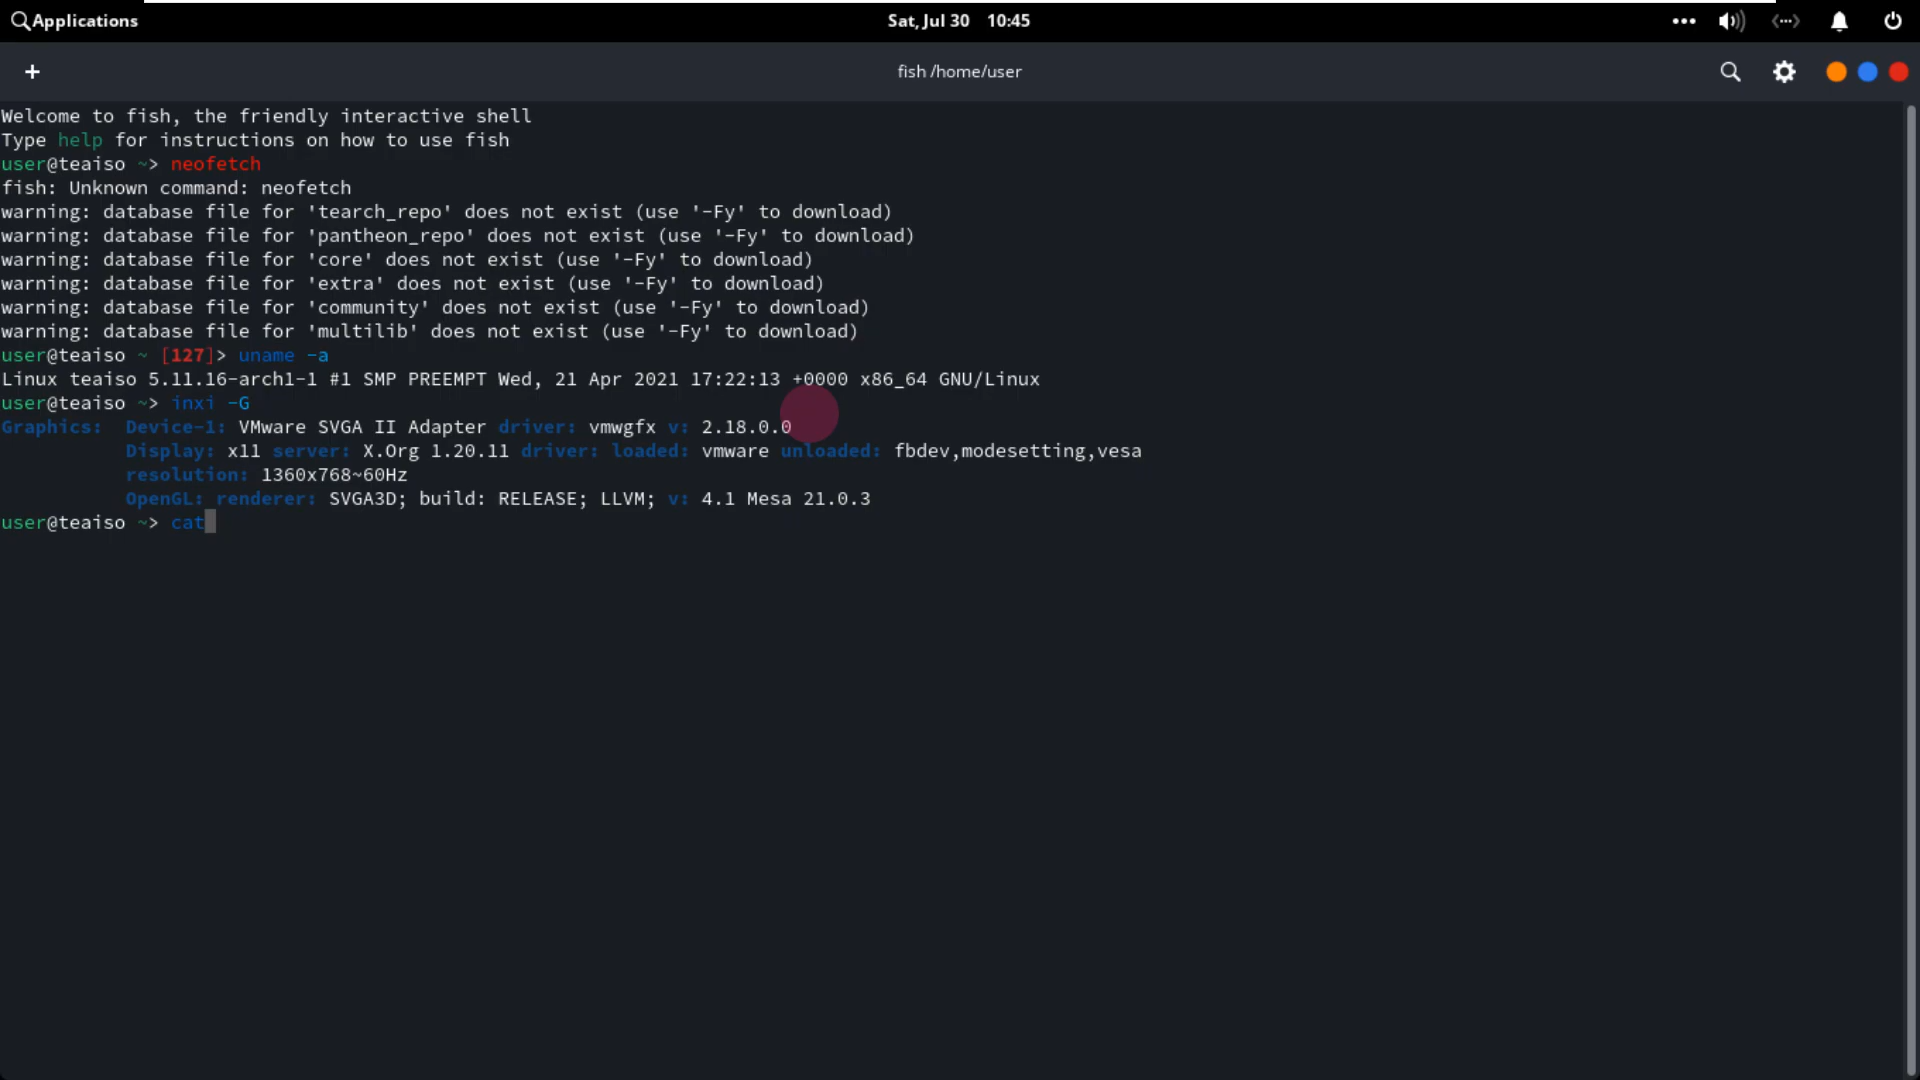 Applications
Sat, Jul 30 10:45
fish /home/user
Welcome to fish, the friendly interactive shell
Type help for instructions on how to use fish
user@teaiso ~> neofetch
fish: Unknown command: neofetch
warning: database file for 'tearch_repo' does not exist (use '-Fy' to download)
warning: database file for 'pantheon_repo' does not exist (use '-Fy' to download)
warning: database file for 'core' does not exist (use '-Fy' to download)
warning: database file for 'extra' does not exist (use '-Fy' to download)
warning: database file for 'community' does not exist (use '-Fy' to download)
warning: database file for 'multilib' does not exist (use '-Fy' to download)
user@teaiso ~ [127]> uname -a
Linux teaiso 5.11.16-arch1-1 #1 SMP PREEMPT Wed, 21 Apr 2021 17:22:13 +0000 x86_64 GNU/Linux
user@teaiso ~> inxi -G
Graphics: Device-1: VMware SVGA II Adapter driver: vmwgfx v: 2.18.0.0
Display: x11 server: X.Org 1.20.11 driver: loaded: vmware unloaded: fbdev,modesetting,vesa
resolution: 1360x768~60Hz
OpenGL: renderer: SVGA3D; build: RELEASE; LLVM; v: 4.1 Mesa 21.0.3
user@teaiso ~> cat